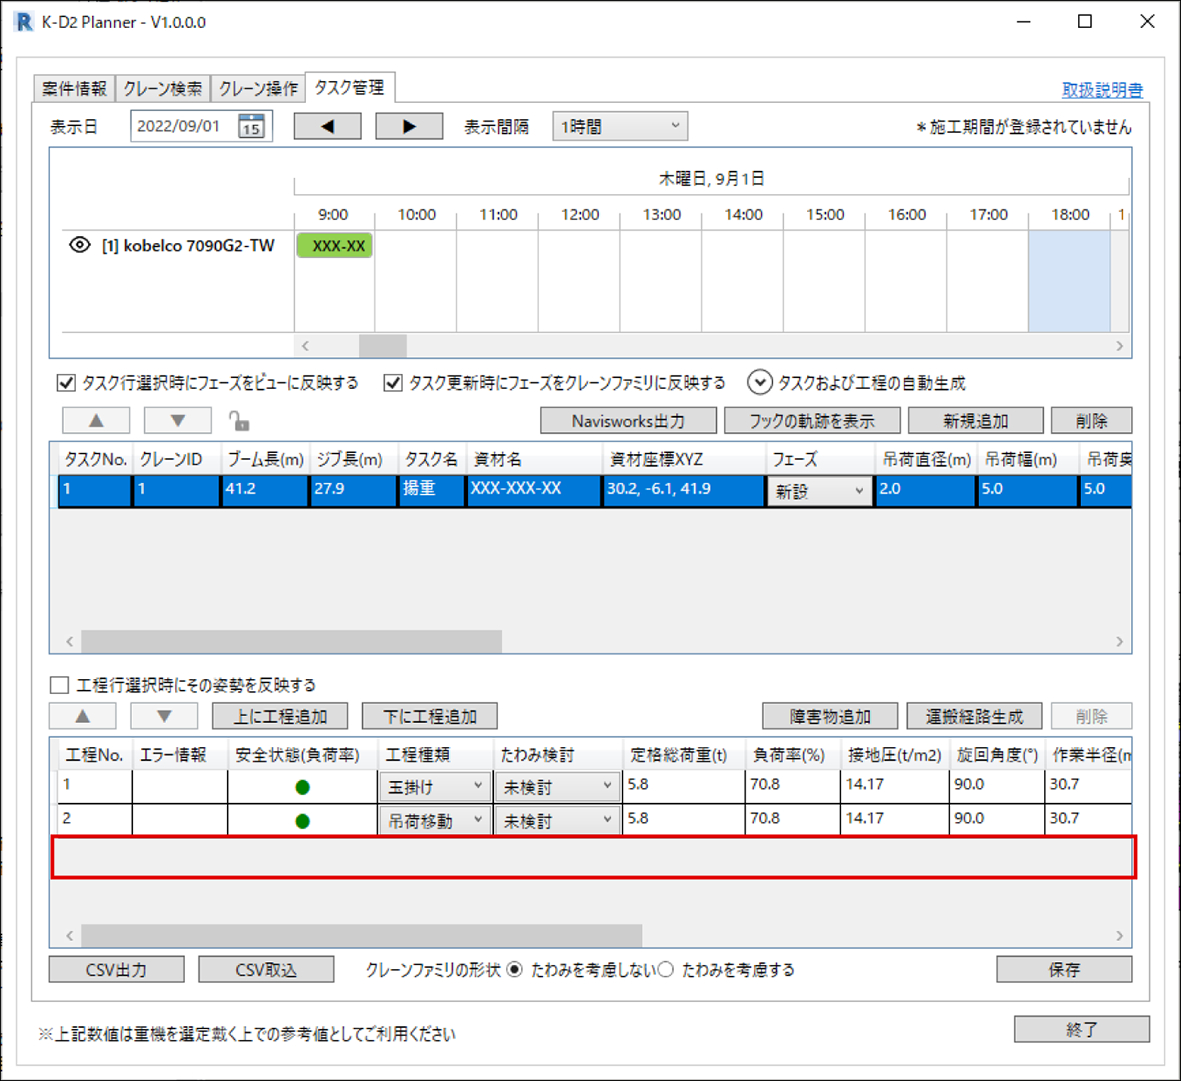 K-D2 Planner - V1.0.0.0
案件情報 クレーン検索 クレーン操作 タスク管理 取扱説明書
表示日 2022/09/01 15 ◀ ▶ 表示間隔 1時間 *施工期間が登録されていません
木曜日, 9月1日
9:00 10:00 11:00 12:00 13:00 14:00 15:00 16:00 17:00 18:00 1
[1] kobelco 7090G2-TW XXX-XX
タスク行選択時にフェーズをビューに反映する タスク更新時にフェーズをクレーンファミリに反映する タスクおよび工程の自動生成
▲ ▼ Navisworks出力 フックの軌跡を表示 新規追加 削除
タスクNo. クレーンID ブーム長(m) ジブ長(m) タスク名 資材名 資材座標XYZ フェーズ 吊荷直径(m) 吊荷幅(m) 吊荷奥
1 1 41.2 27.9 揚重 XXX-XXX-XX 30.2, -6.1, 41.9 新設 2.0 5.0 5.0
工程行選択時にその姿勢を反映する
▲ ▼ 上に工程追加 下に工程追加 障害物追加 運搬経路生成 削除
工程No. エラー情報 安全状態(負荷率) 工程種類 たわみ検討 定格総荷重(t) 負荷率(%) 接地圧(t/m2) 旋回角度(°) 作業半径(m
1 玉掛け 未検討 5.8 70.8 14.17 90.0 30.7
2 吊荷移動 未検討 5.8 70.8 14.17 90.0 30.7
CSV出力 CSV取込 クレーンファミリの形状 たわみを考慮しない たわみを考慮する 保存
※上記数値は重機を選定戴く上での参考値としてご利用ください 終了